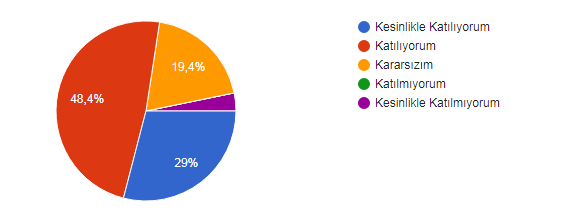 Kesinlikle Katılıyorum
Katılıyorum
Kararsızım
Katılmıyorum
Kesinlikle Katılmıyorum
19,4%
48,4%
29%